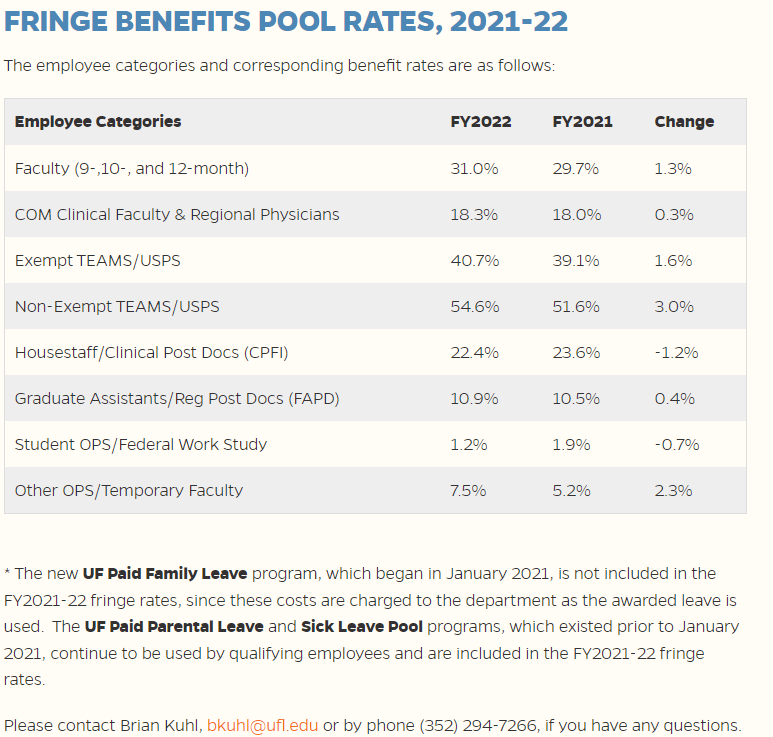 FRINGE BENEFITS POOL RATES, 2021-22
The employee categories and corresponding benefit rates are as follows:
Employee Categories FY2022 FY2021 Change
Faculty (9-,10-, and 12-month) 31.0% 29.7% 1.3%
COM Clinical Faculty & Regional Physicians 18.3% 18.0% 0.3%
Exempt TEAMS/USPS 40.7% 39.1% 1.6%
Non-Exempt TEAMS/USPS 54.6% 51.6% 3.0%
Housestaff/Clinical Post Docs (CPFI) 22.4% 23.6% -1.2%
Graduate Assistants/Reg Post Docs (FAPD) 10.9% 10.5% 0.4%
Student OPS/Federal Work Study 1.2% 1.9% -0.7%
Other OPS/Temporary Faculty 7.5% 5.2% 2.3%
* The new UF Paid Family Leave program, which began in January 2021, is not included in the
FY2021-22 fringe rates, since these costs are charged to the department as the awarded leave is
used. The UF Paid Parental Leave and Sick Leave Pool programs, which existed prior to January
2021, continue to be used by qualifying employees and are included in the FY2021-22 fringe
rates.
Please contact Brian Kuhl, bkuhl@ufl.edu or by phone (352) 294-7266, if you have any questions.